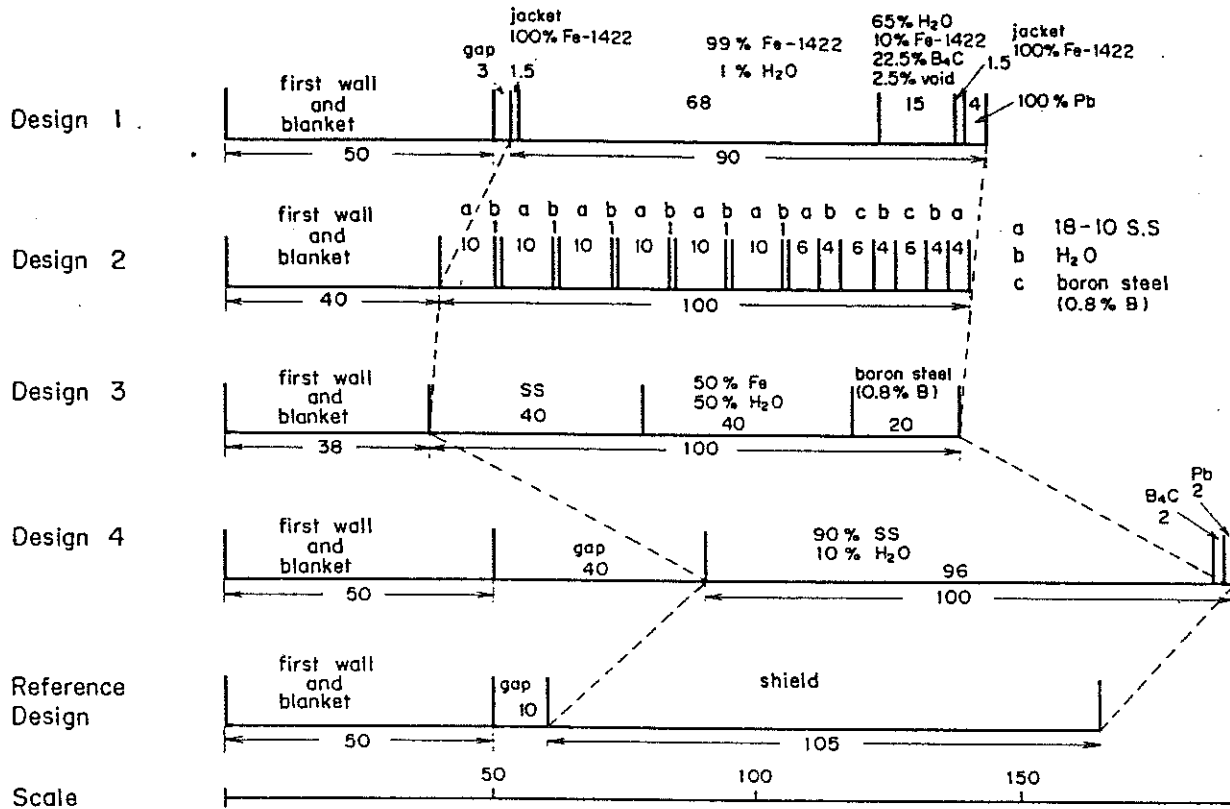 Design 1
first wall
and
blanket
50
gap
3
jacket
100% Fe-1422
1.5
99% Fe-1422
1% H₂O
68
65% H₂O
10% Fe-1422
22.5% B₄C
2.5% void
15
jacket
100% Fe-1422
1.5
4
100% Pb
90
Design 2
first wall
and
blanket
40
a b a b a b a b a b a b a b c b c b a
10 1 10 1 10 1 10 1 10 1 10 1 6 4 6 4 6 4 4
100
a 18-10 S.S
b H₂O
c boron steel
(0.8% B)
Design 3
first wall
and
blanket
38
SS
40
50% Fe
50% H₂O
40
boron steel
(0.8% B)
20
100
Design 4
first wall
and
blanket
50
gap
40
90% SS
10% H₂O
96
B₄C
2
Pb
2
100
Reference
Design
first wall
and
blanket
50
gap
10
shield
105
Scale
50
100
150